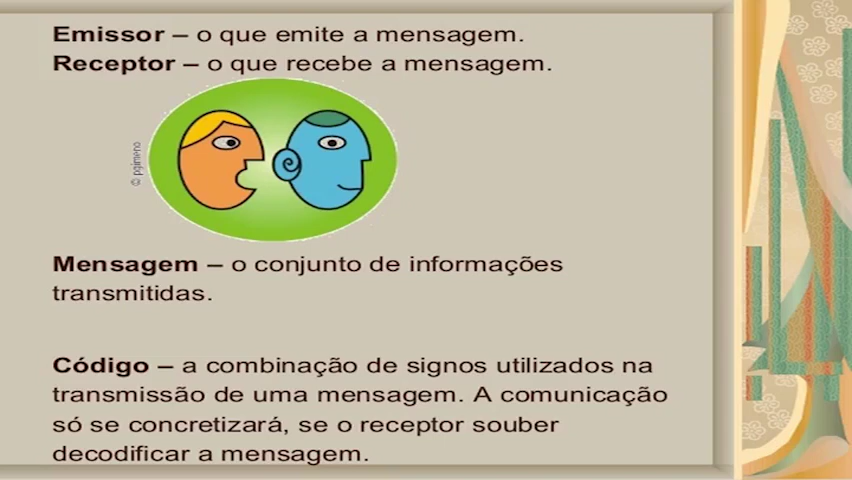 Emissor – o que emite a mensagem.
Receptor – o que recebe a mensagem.
© pgimeno
Mensagem – o conjunto de informações
transmitidas.
Código – a combinação de signos utilizados na
transmissão de uma mensagem. A comunicação
só se concretizará, se o receptor souber
decodificar a mensagem.